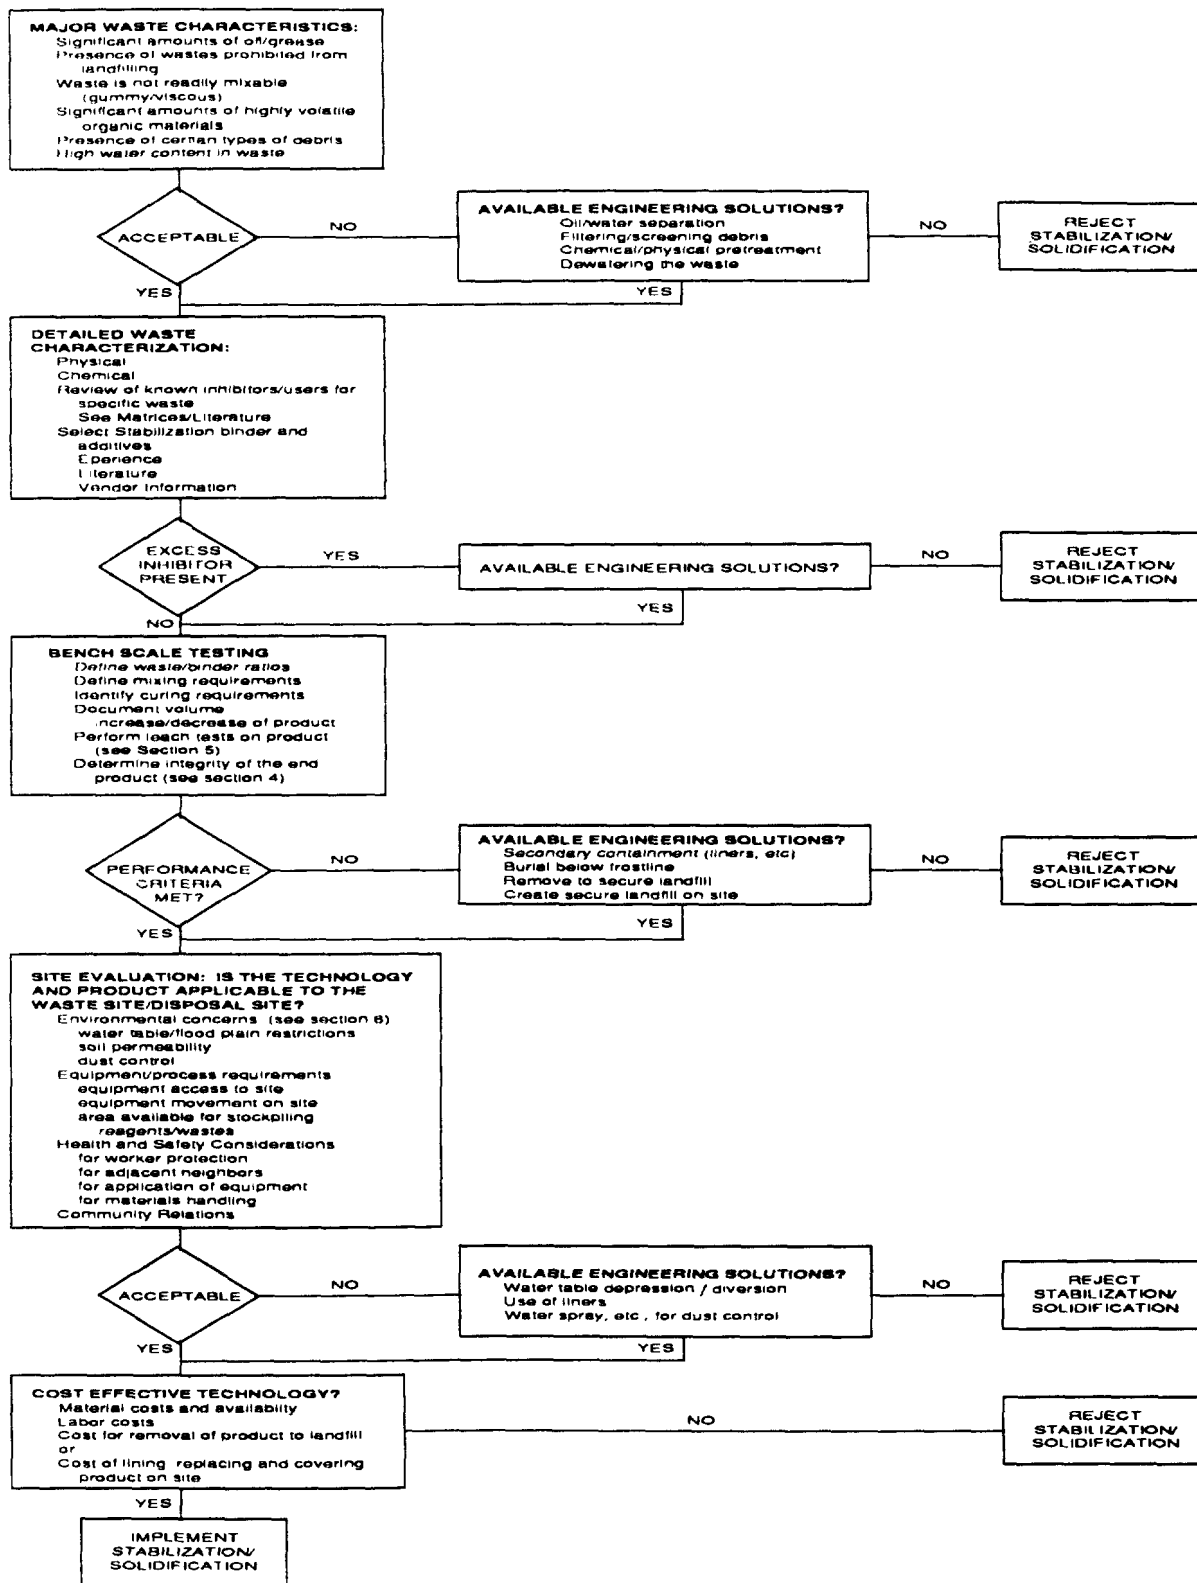 MAJOR WASTE CHARACTERISTICS:
Significant amounts of oil/grease
Presence of wastes prohibited from
landfilling
Waste is not readily mixable
(gummy/viscous)
Significant amounts of highly volatile
organic materials
Presence of certian types of debris
High water content in waste
ACCEPTABLE
NO
AVAILABLE ENGINEERING SOLUTIONS?
Oil/water separation
Filtering/screening debris
Chemical/physical pretreatment
Dewatering the waste
NO
REJECT
STABILIZATION/
SOLIDIFICATION
YES
YES
DETAILED WASTE
CHARACTERIZATION:
Physical
Chemical
Review of known inhibitors/users for
specific waste
See Matrices/Literature
Select Stabilization binder and
additives
Eperience
Literature
Vendor Information
EXCESS
INHIBITOR
PRESENT
YES
AVAILABLE ENGINEERING SOLUTIONS?
NO
REJECT
STABILIZATION/
SOLIDIFICATION
YES
NO
BENCH SCALE TESTING
Define waste/binder ratios
Define mixing requirements
Identify curing requirements
Document volume
increase/decrease of product
Perform leach tests on product
(see Section 5)
Determine integrity of the end
product (see section 4)
PERFORMANCE
CRITERIA
MET?
NO
AVAILABLE ENGINEERING SOLUTIONS?
Secondary containment (liners, etc)
Burial below frostline
Remove to secure landfill
Create secure landfill on site
NO
REJECT
STABILIZATION/
SOLIDIFICATION
YES
YES
SITE EVALUATION: IS THE TECHNOLOGY
AND PRODUCT APPLICABLE TO THE
WASTE SITE/DISPOSAL SITE?
Environmental concerns (see section 6)
water table/flood plain restrictions
soil permeability
dust control
Equipment/process requirements
equipment access to site
equipment movement on site
area available for stockpiling
reagents/wastes
Health and Safety Considerations
for worker protection
for adjacent neighbors
for application of equipment
for materials handling
Community Relations
ACCEPTABLE
NO
AVAILABLE ENGINEERING SOLUTIONS?
Water table depression / diversion
Use of liners
Water spray, etc., for dust control
NO
REJECT
STABILIZATION/
SOLIDIFICATION
YES
YES
COST EFFECTIVE TECHNOLOGY?
Material costs and availablity
Labor costs
Cost for removal of product to landfill
or
Cost of lining replacing and covering
product on site
NO
REJECT
STABILIZATION/
SOLIDIFICATION
YES
IMPLEMENT
STABILIZATION/
SOLIDIFICATION